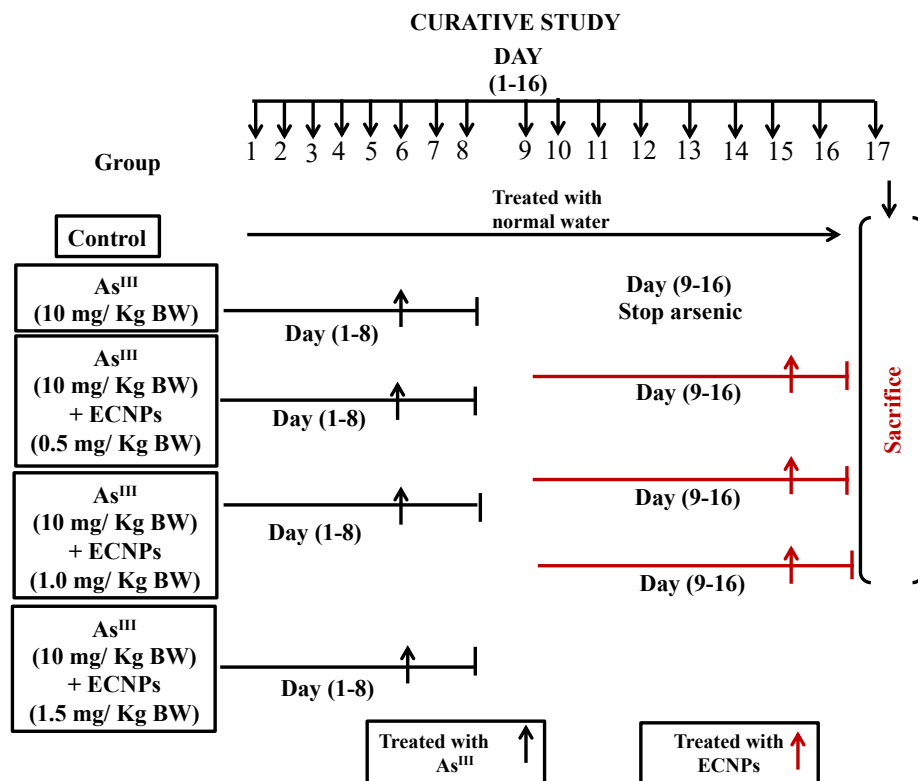 CURATIVE STUDY
DAY
(1-16)
1 2 3 4 5 6 7 8 9 10 11 12 13 14 15 16 17
Group
Treated with
normal water
Control
As^III
(10 mg/ Kg BW)
Day (1-8)
Day (9-16)
Stop arsenic
As^III
(10 mg/ Kg BW)
+ ECNPs
(0.5 mg/ Kg BW)
Day (1-8)
Day (9-16)
As^III
(10 mg/ Kg BW)
+ ECNPs
(1.0 mg/ Kg BW)
Day (1-8)
Day (9-16)
Day (9-16)
As^III
(10 mg/ Kg BW)
+ ECNPs
(1.5 mg/ Kg BW)
Day (1-8)
Sacrifice
Treated with
As^III
Treated with
ECNPs